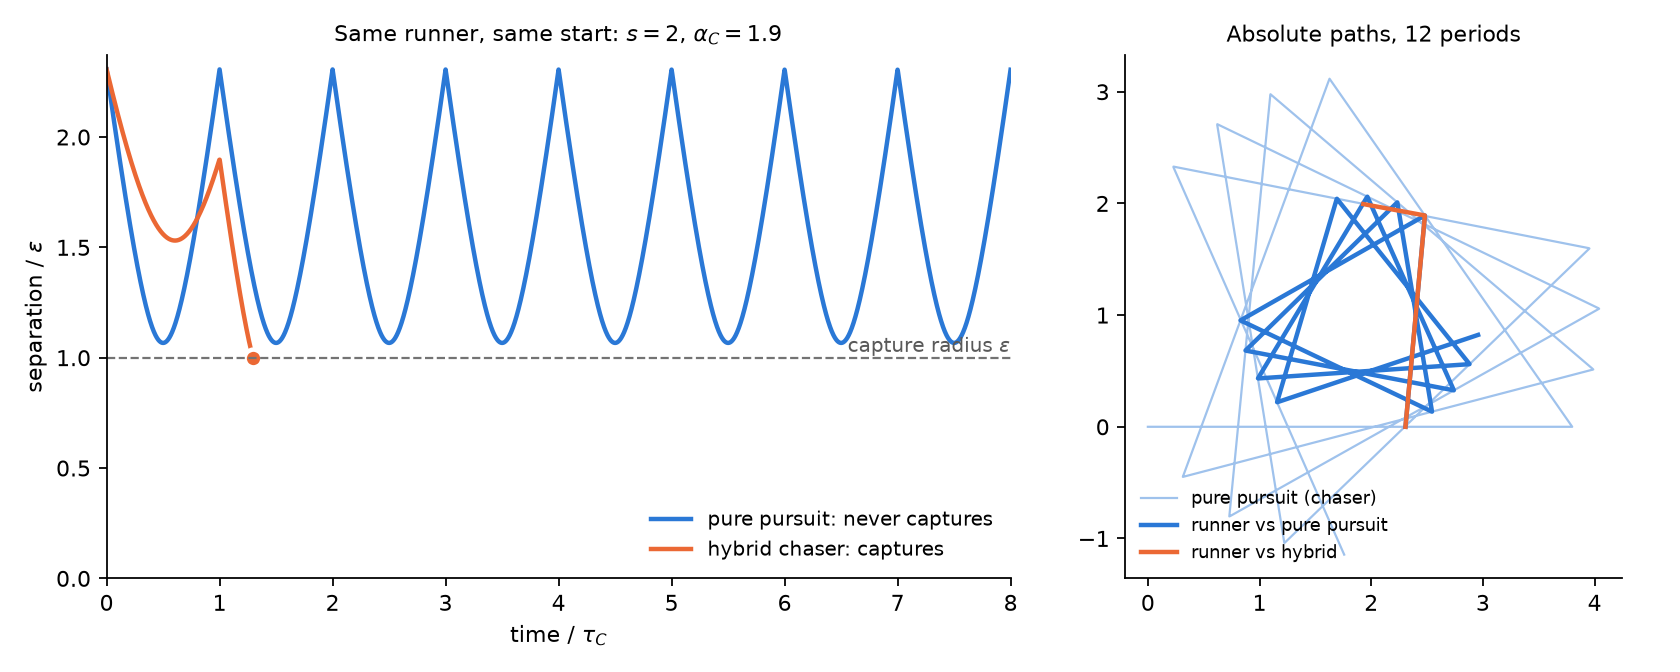 Same runner, same start: s = 2, α_C = 1.9
separation / ε
2.0
1.5
1.0
0.5
0.0
capture radius ε
pure pursuit: never captures
hybrid chaser: captures
0 1 2 3 4 5 6 7 8
time / τ_C
Absolute paths, 12 periods
3
2
1
0
−1
pure pursuit (chaser)
runner vs pure pursuit
runner vs hybrid
0 1 2 3 4